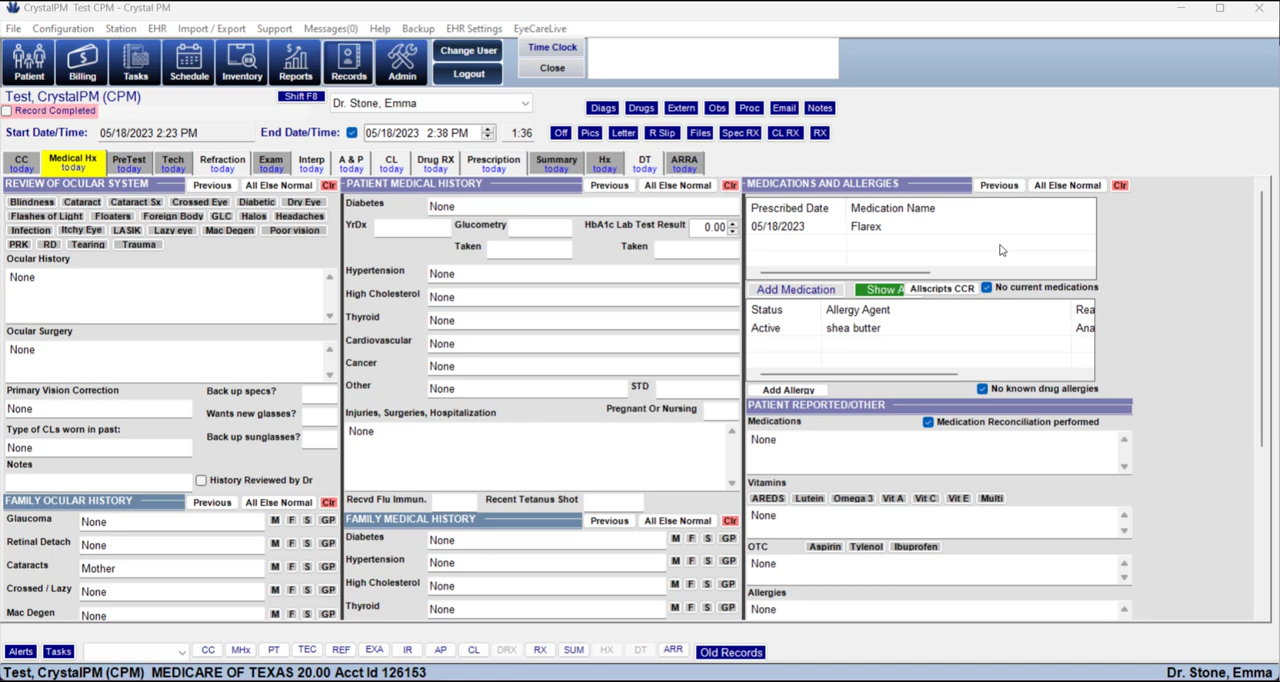 CrystalPM Test CPM - Crystal PM
File Configuration Station EHR Import / Export Support Messages(0) Help Backup EHR Settings EyeCareLive
Patient Billing Tasks Schedule Inventory Reports Records Admin
Change User
Logout
Time Clock
Close
Test, CrystalPM (CPM)
Shift F8
Dr. Stone, Emma
Record Completed
Diags Drugs Extern Obs Proc Email Notes
Start Date/Time: 05/18/2023 2:23 PM End Date/Time: 05/18/2023 2:38 PM 1:36
Off Pics Letter R Slip Files Spec RX CL RX RX
CC today
Medical Hx today
PreTest today
Tech today
Refraction today
Exam today
Interp today
A & P today
CL today
Drug RX today
Prescription today
Summary today
Hx today
DT today
ARRA today
REVIEW OF OCULAR SYSTEM Previous All Else Normal Clr
Blindness Cataract Cataract Sx Crossed Eye Diabetic Dry Eye
Flashes of Light Floaters Foreign Body GLC Halos Headaches
Infection Itchy Eye LASIK Lazy eye Mac Degen Poor vision
PRK RD Tearing Trauma
Ocular History
None
Ocular Surgery
None
Primary Vision Correction
None
Back up specs?
Wants new glasses?
Type of CLs worn in past:
None
Back up sunglasses?
Notes
History Reviewed by Dr
FAMILY OCULAR HISTORY Previous All Else Normal Clr
Glaucoma None M F S GP
Retinal Detach None M F S GP
Cataracts Mother M F S GP
Crossed / Lazy None M F S GP
Mac Degen None M F S GP
PATIENT MEDICAL HISTORY Previous All Else Normal Clr
Diabetes None
YrDx Glucometry HbA1c Lab Test Result 0.00
Taken Taken
Hypertension None
High Cholesterol None
Thyroid None
Cardiovascular None
Cancer None
Other None STD
Injuries, Surgeries, Hospitalization Pregnant Or Nursing
None
Recvd Flu Immun. Recent Tetanus Shot
FAMILY MEDICAL HISTORY Previous All Else Normal Clr
Diabetes None M F S GP
Hypertension None M F S GP
High Cholesterol None M F S GP
Thyroid None M F S GP
MEDICATIONS AND ALLERGIES Previous All Else Normal Clr
Prescribed Date Medication Name
05/18/2023 Flarex
Add Medication Show A Allscripts CCR No current medications
Status Allergy Agent Rea
Active shea butter Ana
Add Allergy No known drug allergies
PATIENT REPORTED/OTHER
Medications Medication Reconciliation performed
None
Vitamins
AREDS Lutein Omega 3 Vit A Vit C Vit E Multi
None
OTC Aspirin Tylenol Ibuprofen
None
Allergies
None
Alerts Tasks CC MHx PT TEC REF EXA IR AP CL DRX RX SUM HX DT ARR Old Records
Test, CrystalPM (CPM) MEDICARE OF TEXAS 20.00 Acct Id 126153 Dr. Stone, Emma